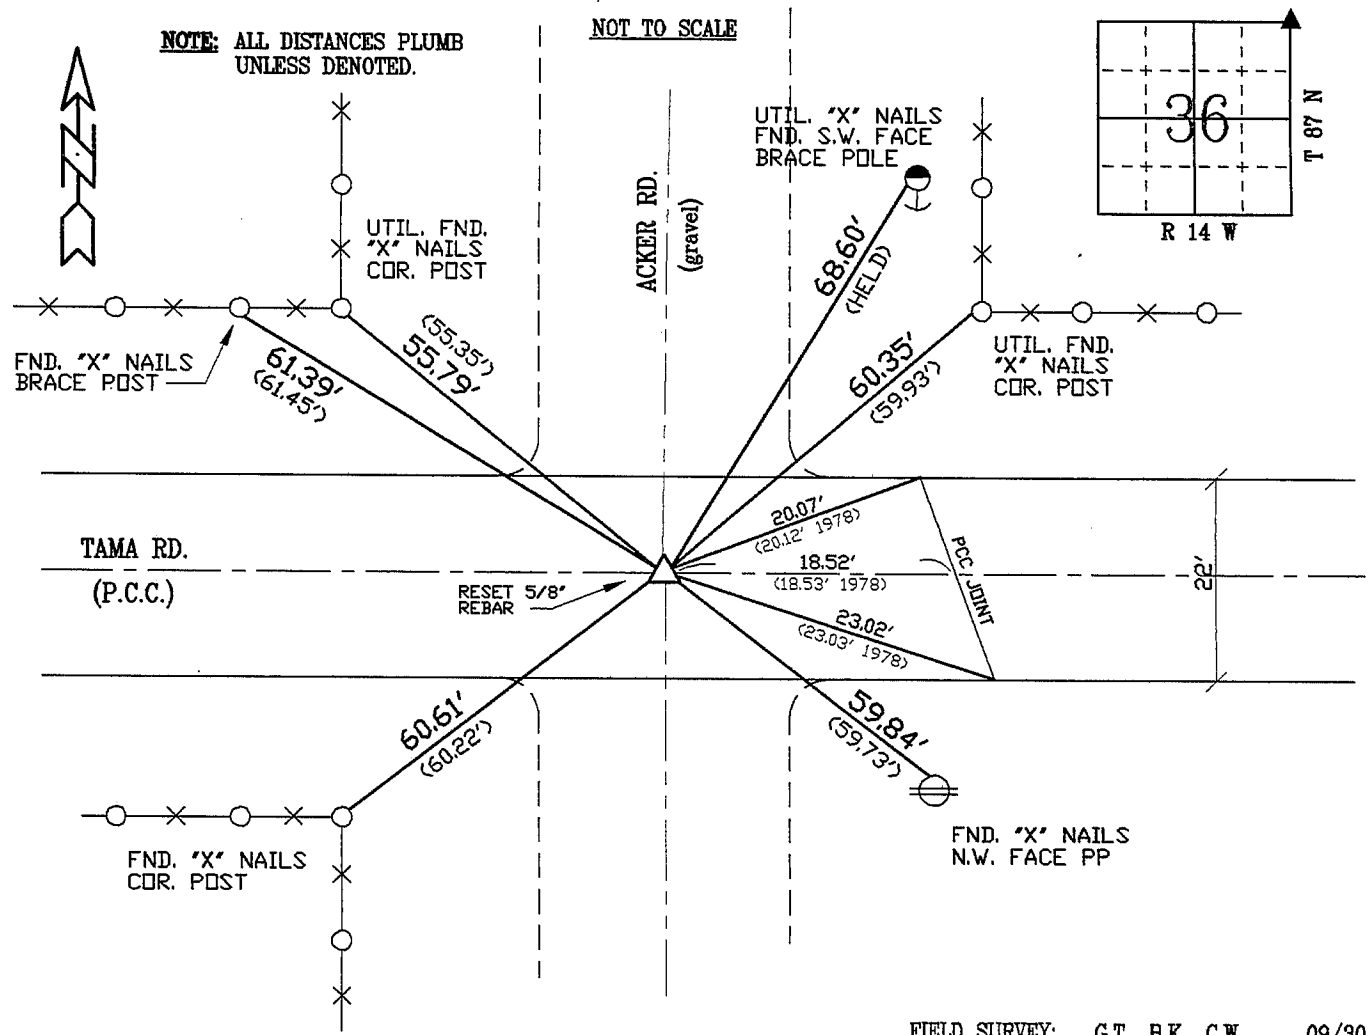 NOTE: ALL DISTANCES PLUMB
UNLESS DENOTED.
NOT TO SCALE
36
T 87 N
R 14 W
N
UTIL. "X" NAILS
FND. S.W. FACE
BRACE POLE
ACKER RD.
(gravel)
UTIL. FND.
"X" NAILS
COR. POST
68.60'
(HELD)
FND. "X" NAILS
BRACE POST
61.39'
(61.45')
(55.35')
55.79'
60.35'
(59.93')
UTIL. FND.
"X" NAILS
COR. POST
TAMA RD.
(P.C.C.)
RESET 5/8"
REBAR
20.07'
(20.12' 1978)
18.52'
(18.53' 1978)
23.02'
(23.03' 1978)
PCC JOINT
22'
60.61'
(60.22')
59.84'
(59.73')
FND. "X" NAILS
COR. POST
FND. "X" NAILS
N.W. FACE PP
FIELD SURVEY: G.T., B.K., C.W. 09/30